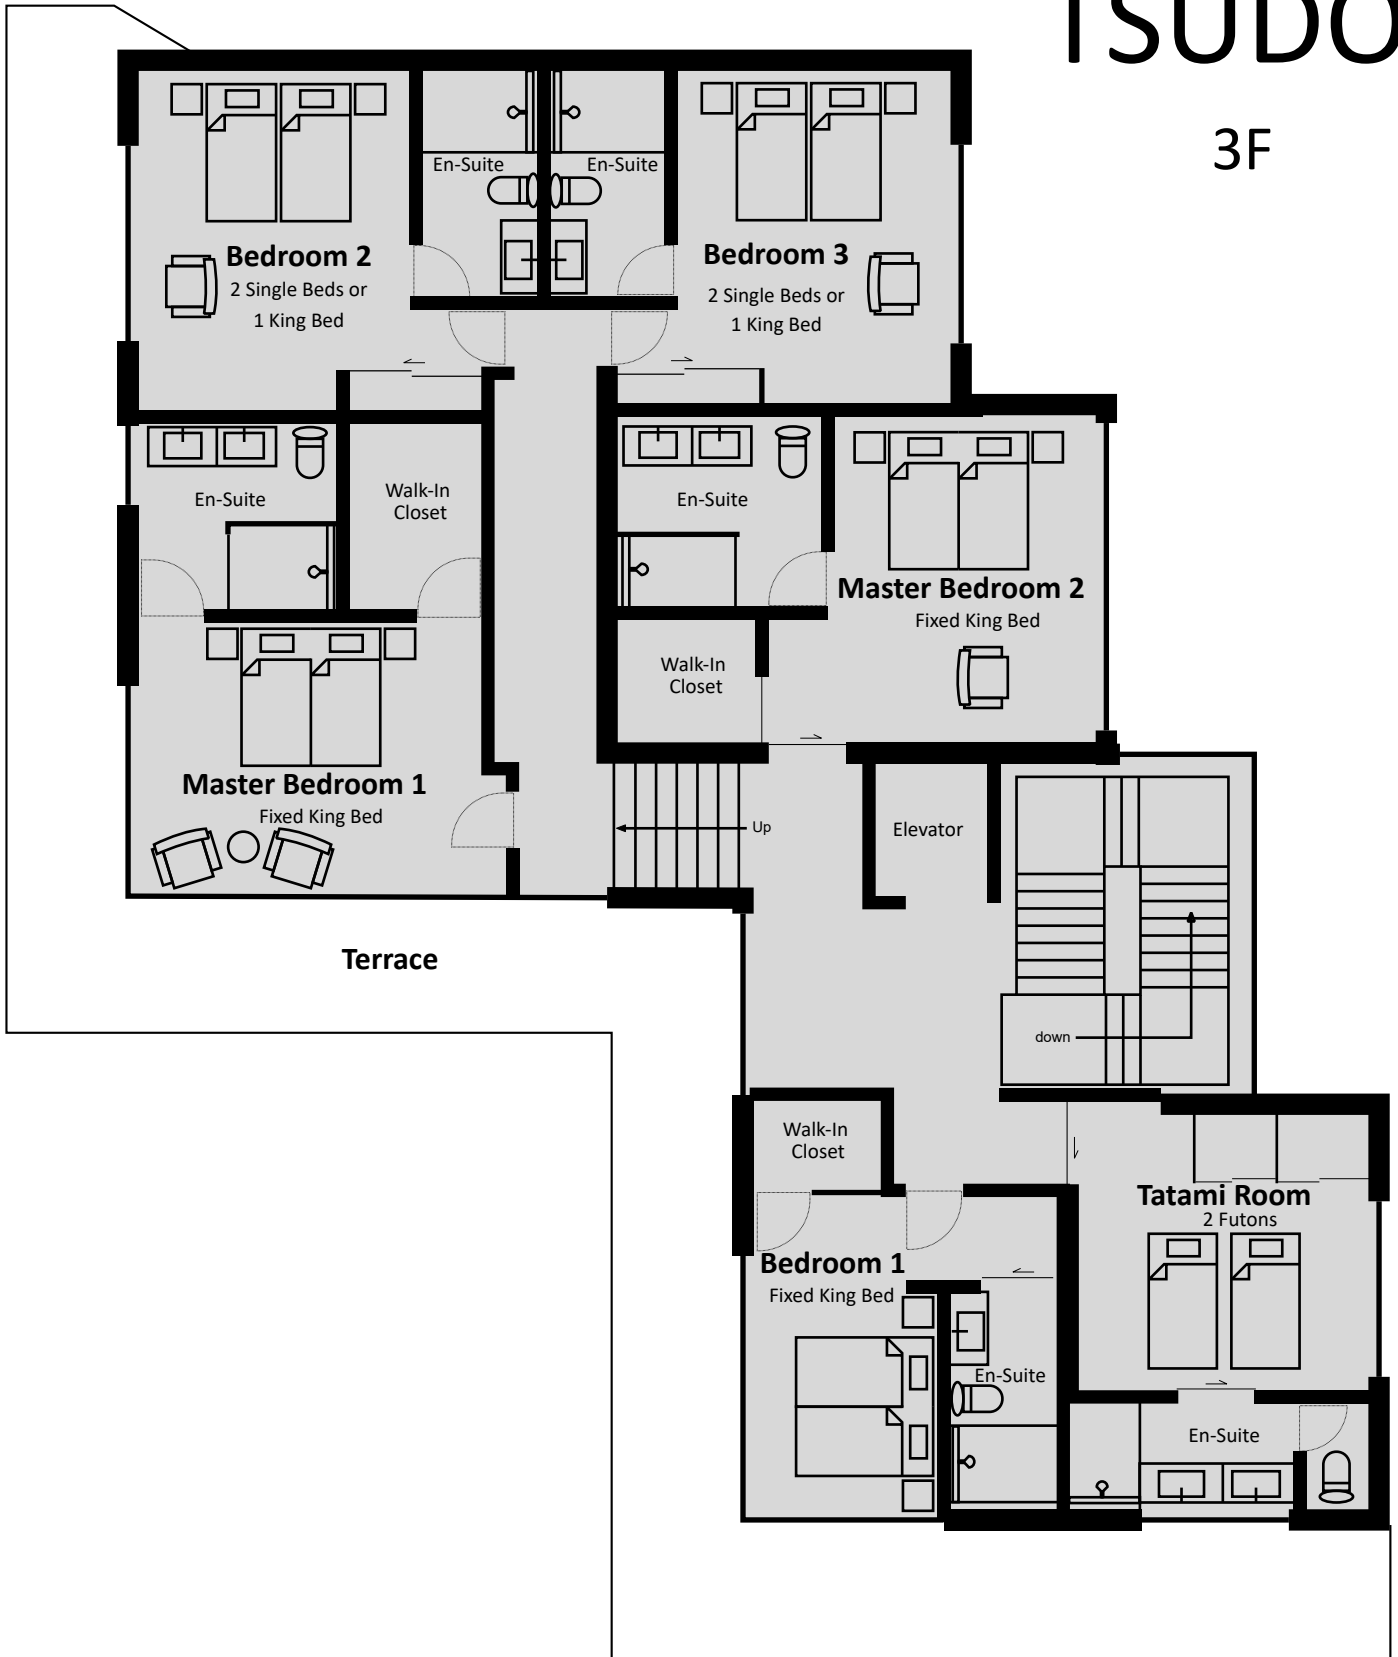 TSUDO
3F
En-Suite
En-Suite
Bedroom 2
2 Single Beds or
1 King Bed
Bedroom 3
2 Single Beds or
1 King Bed
En-Suite
Walk-In
Closet
En-Suite
Master Bedroom 2
Fixed King Bed
Walk-In
Closet
Master Bedroom 1
Fixed King Bed
Up
Elevator
Terrace
down
Walk-In
Closet
Tatami Room
2 Futons
Bedroom 1
Fixed King Bed
En-Suite
En-Suite